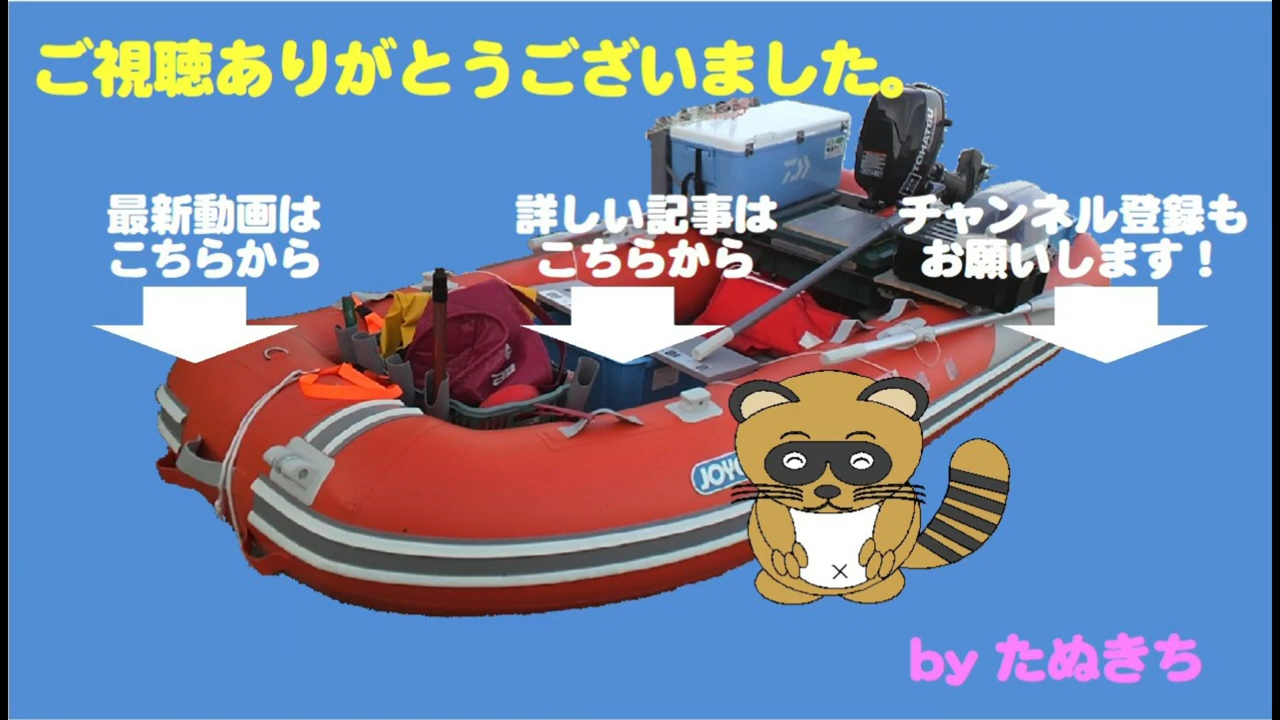 ご視聴ありがとうございました。
TOHATSU
最新動画は
こちらから
詳しい記事は
こちらから
チャンネル登録も
お願いします！
by たぬきち